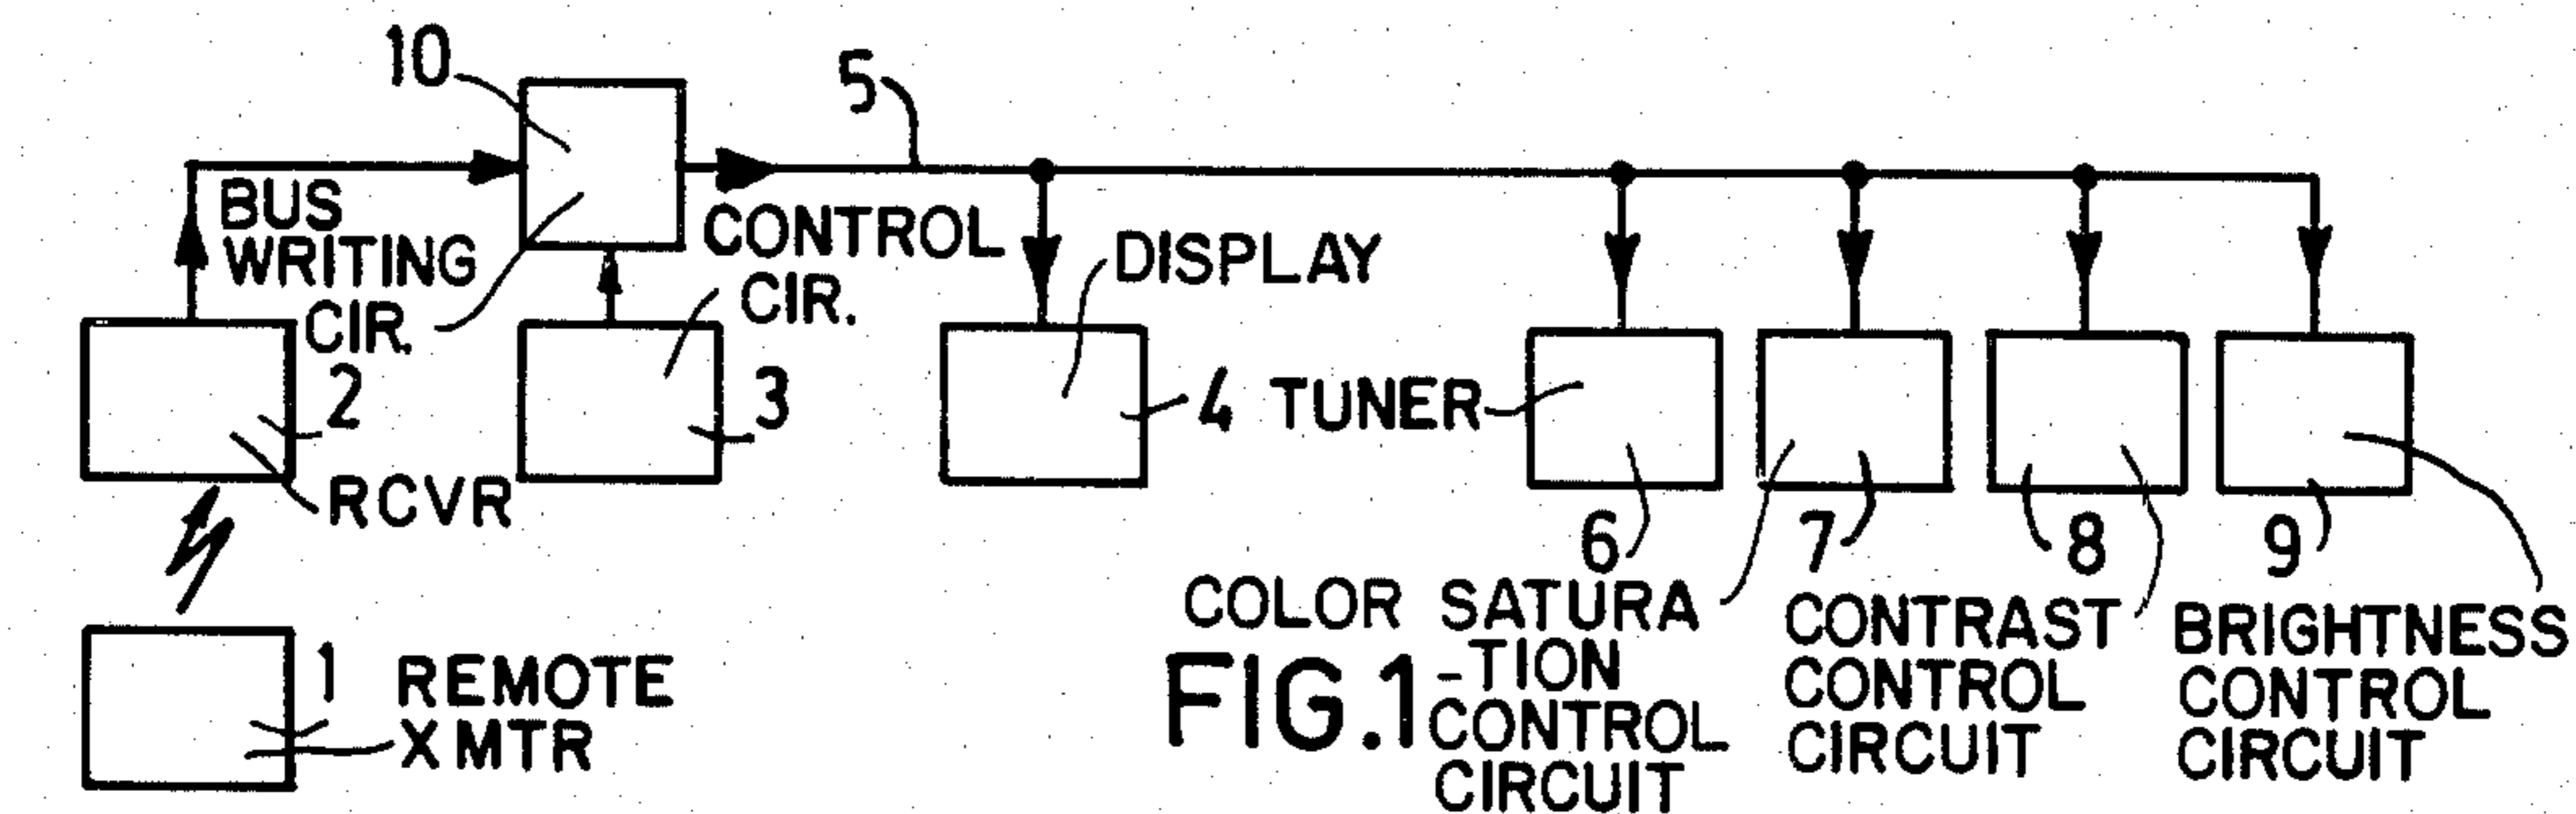 10
5
BUS
WRITING
CIR.
CONTROL
CIR.
DISPLAY
2
RCVR
3
4
TUNER
6
7
8
9
1
REMOTE
XMTR
COLOR SATURA
-TION
CONTROL
CIRCUIT
CONTRAST
CONTROL
CIRCUIT
BRIGHTNESS
CONTROL
CIRCUIT
FIG.1